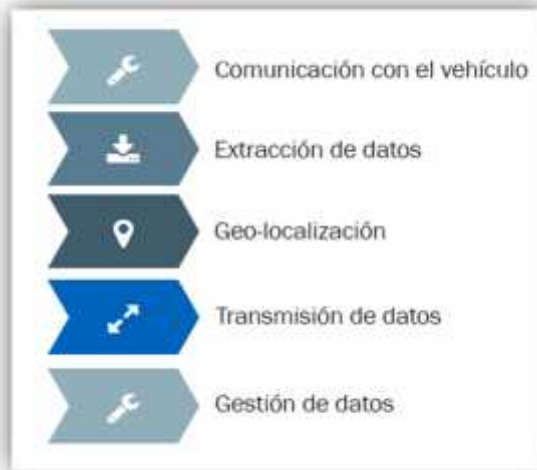 Comunicación con el vehículo
Extracción de datos
Geo-localización
Transmisión de datos
Gestión de datos